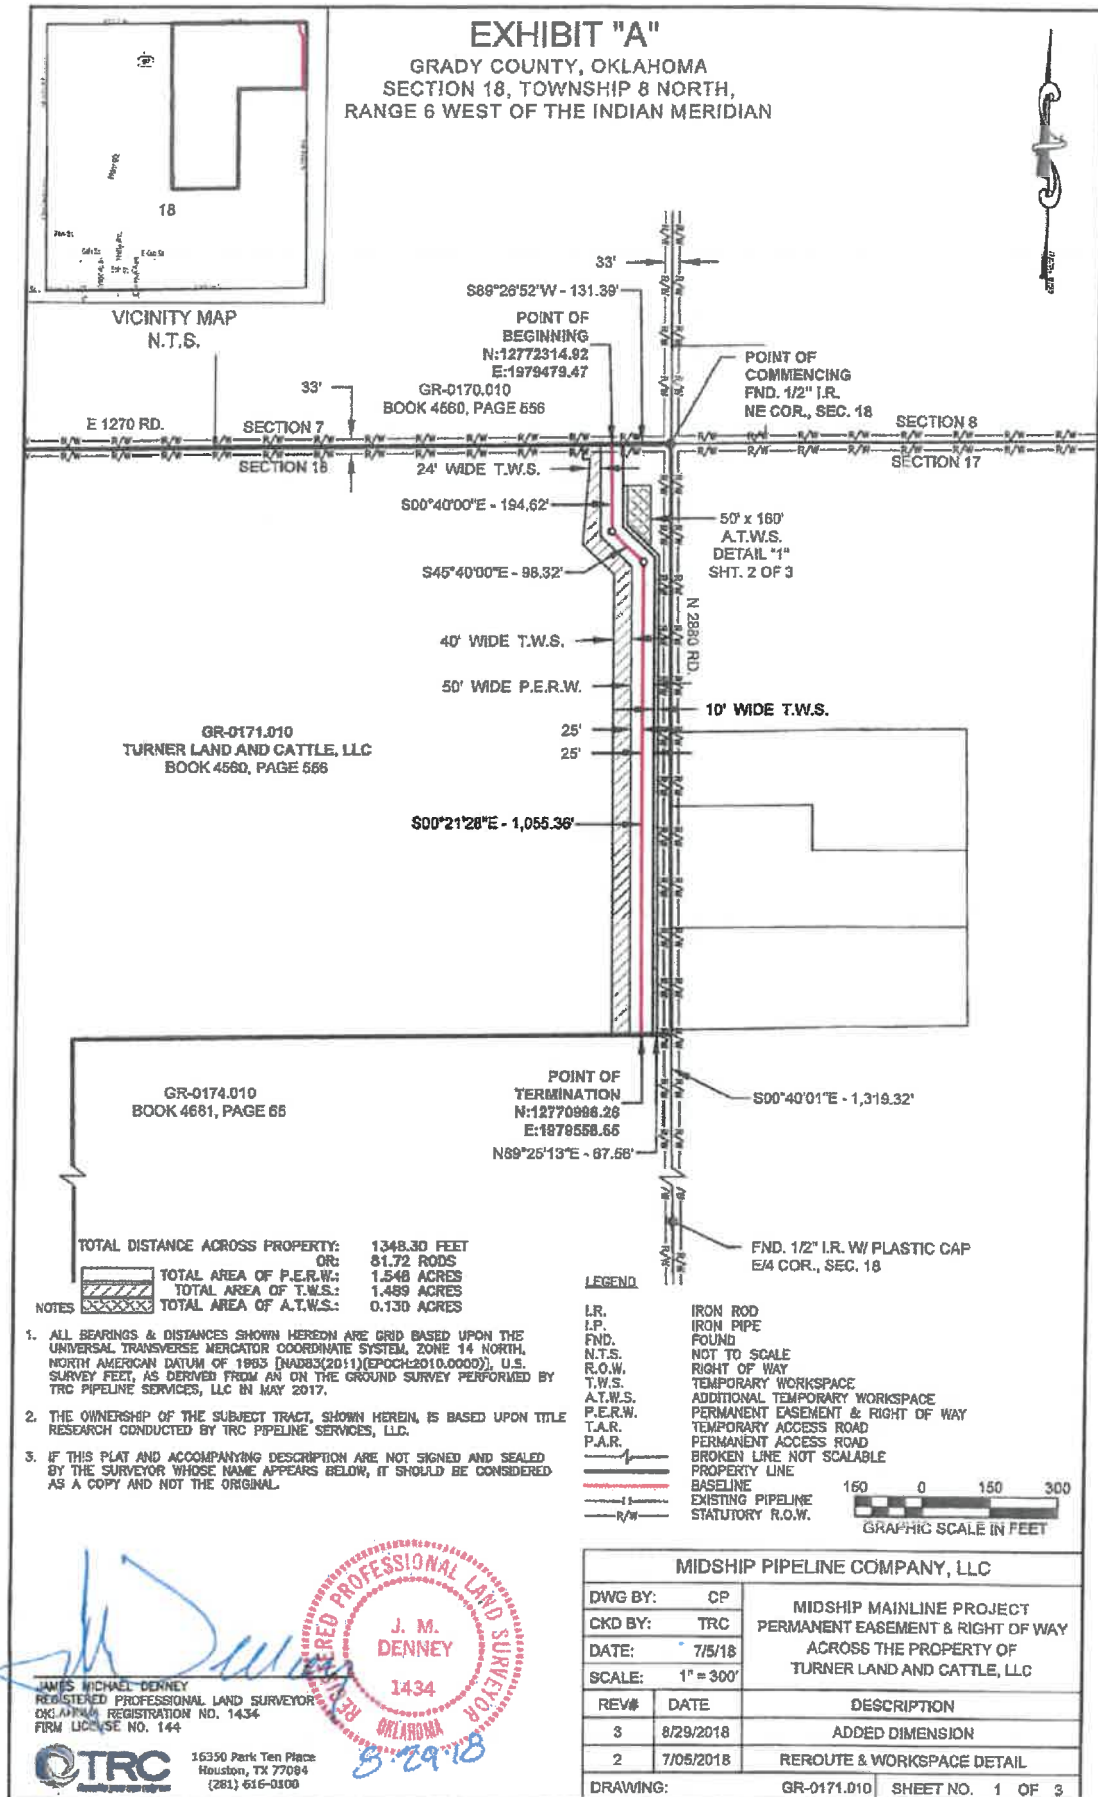 EXHIBIT "A"
GRADY COUNTY, OKLAHOMA
SECTION 18, TOWNSHIP 8 NORTH,
RANGE 6 WEST OF THE INDIAN MERIDIAN
18
VICINITY MAP
N.T.S.
33'
S89°26'52"W - 131.39'
POINT OF
BEGINNING
N:12772314.92
E:1979479.47
POINT OF
COMMENCING
FND. 1/2" I.R.
NE COR., SEC. 18
33'
GR-0170.010
BOOK 4560, PAGE 556
E 1270 RD.
SECTION 7
SECTION 8
SECTION 18
SECTION 17
24' WIDE T.W.S.
S00°40'00"E - 194.62'
50' x 160'
A.T.W.S.
DETAIL "1"
SHT. 2 OF 3
S45°40'00"E - 98.32'
N 2880 RD.
40' WIDE T.W.S.
50' WIDE P.E.R.W.
10' WIDE T.W.S.
25'
25'
GR-0171.010
TURNER LAND AND CATTLE, LLC
BOOK 4560, PAGE 556
S00°21'28"E - 1,055.36'
GR-0174.010
BOOK 4681, PAGE 65
POINT OF
TERMINATION
N:12770998.26
E:1979558.55
N89°25'13"E - 67.56'
S00°40'01"E - 1,319.32'
FND. 1/2" I.R. W/ PLASTIC CAP
E/4 COR., SEC. 18
TOTAL DISTANCE ACROSS PROPERTY: 1348.30 FEET
OR: 81.72 RODS
TOTAL AREA OF P.E.R.W.: 1.548 ACRES
TOTAL AREA OF T.W.S.: 1.489 ACRES
TOTAL AREA OF A.T.W.S.: 0.130 ACRES
NOTES
1. ALL BEARINGS & DISTANCES SHOWN HEREON ARE GRID BASED UPON THE
UNIVERSAL TRANSVERSE MERCATOR COORDINATE SYSTEM, ZONE 14 NORTH,
NORTH AMERICAN DATUM OF 1983 [NAD83(2011)(EPOCH:2010.0000)], U.S.
SURVEY FEET, AS DERIVED FROM AN ON THE GROUND SURVEY PERFORMED BY
TRC PIPELINE SERVICES, LLC IN MAY 2017.
2. THE OWNERSHIP OF THE SUBJECT TRACT, SHOWN HEREIN, IS BASED UPON TITLE
RESEARCH CONDUCTED BY TRC PIPELINE SERVICES, LLC.
3. IF THIS PLAT AND ACCOMPANYING DESCRIPTION ARE NOT SIGNED AND SEALED
BY THE SURVEYOR WHOSE NAME APPEARS BELOW, IT SHOULD BE CONSIDERED
AS A COPY AND NOT THE ORIGINAL.
LEGEND
I.R. IRON ROD
I.P. IRON PIPE
FND. FOUND
N.T.S. NOT TO SCALE
R.O.W. RIGHT OF WAY
T.W.S. TEMPORARY WORKSPACE
A.T.W.S. ADDITIONAL TEMPORARY WORKSPACE
P.E.R.W. PERMANENT EASEMENT & RIGHT OF WAY
T.A.R. TEMPORARY ACCESS ROAD
P.A.R. PERMANENT ACCESS ROAD
BROKEN LINE NOT SCALABLE
PROPERTY LINE
BASELINE
EXISTING PIPELINE
R/W STATUTORY R.O.W.
150 0 150 300
GRAPHIC SCALE IN FEET
JAMES MICHAEL DENNEY
REGISTERED PROFESSIONAL LAND SURVEYOR
OKLAHOMA REGISTRATION NO. 1434
FIRM LICENSE NO. 144
REGISTERED PROFESSIONAL LAND SURVEYOR
J. M.
DENNEY
1434
OKLAHOMA
8-29-18
TRC
16350 Park Ten Place
Houston, TX 77084
(281) 616-0100
MIDSHIP PIPELINE COMPANY, LLC
DWG BY: CP
CKD BY: TRC
DATE: 7/5/18
SCALE: 1" = 300'
MIDSHIP MAINLINE PROJECT
PERMANENT EASEMENT & RIGHT OF WAY
ACROSS THE PROPERTY OF
TURNER LAND AND CATTLE, LLC
REV# DATE DESCRIPTION
3 8/29/2018 ADDED DIMENSION
2 7/05/2018 REROUTE & WORKSPACE DETAIL
DRAWING: GR-0171.010 SHEET NO. 1 OF 3